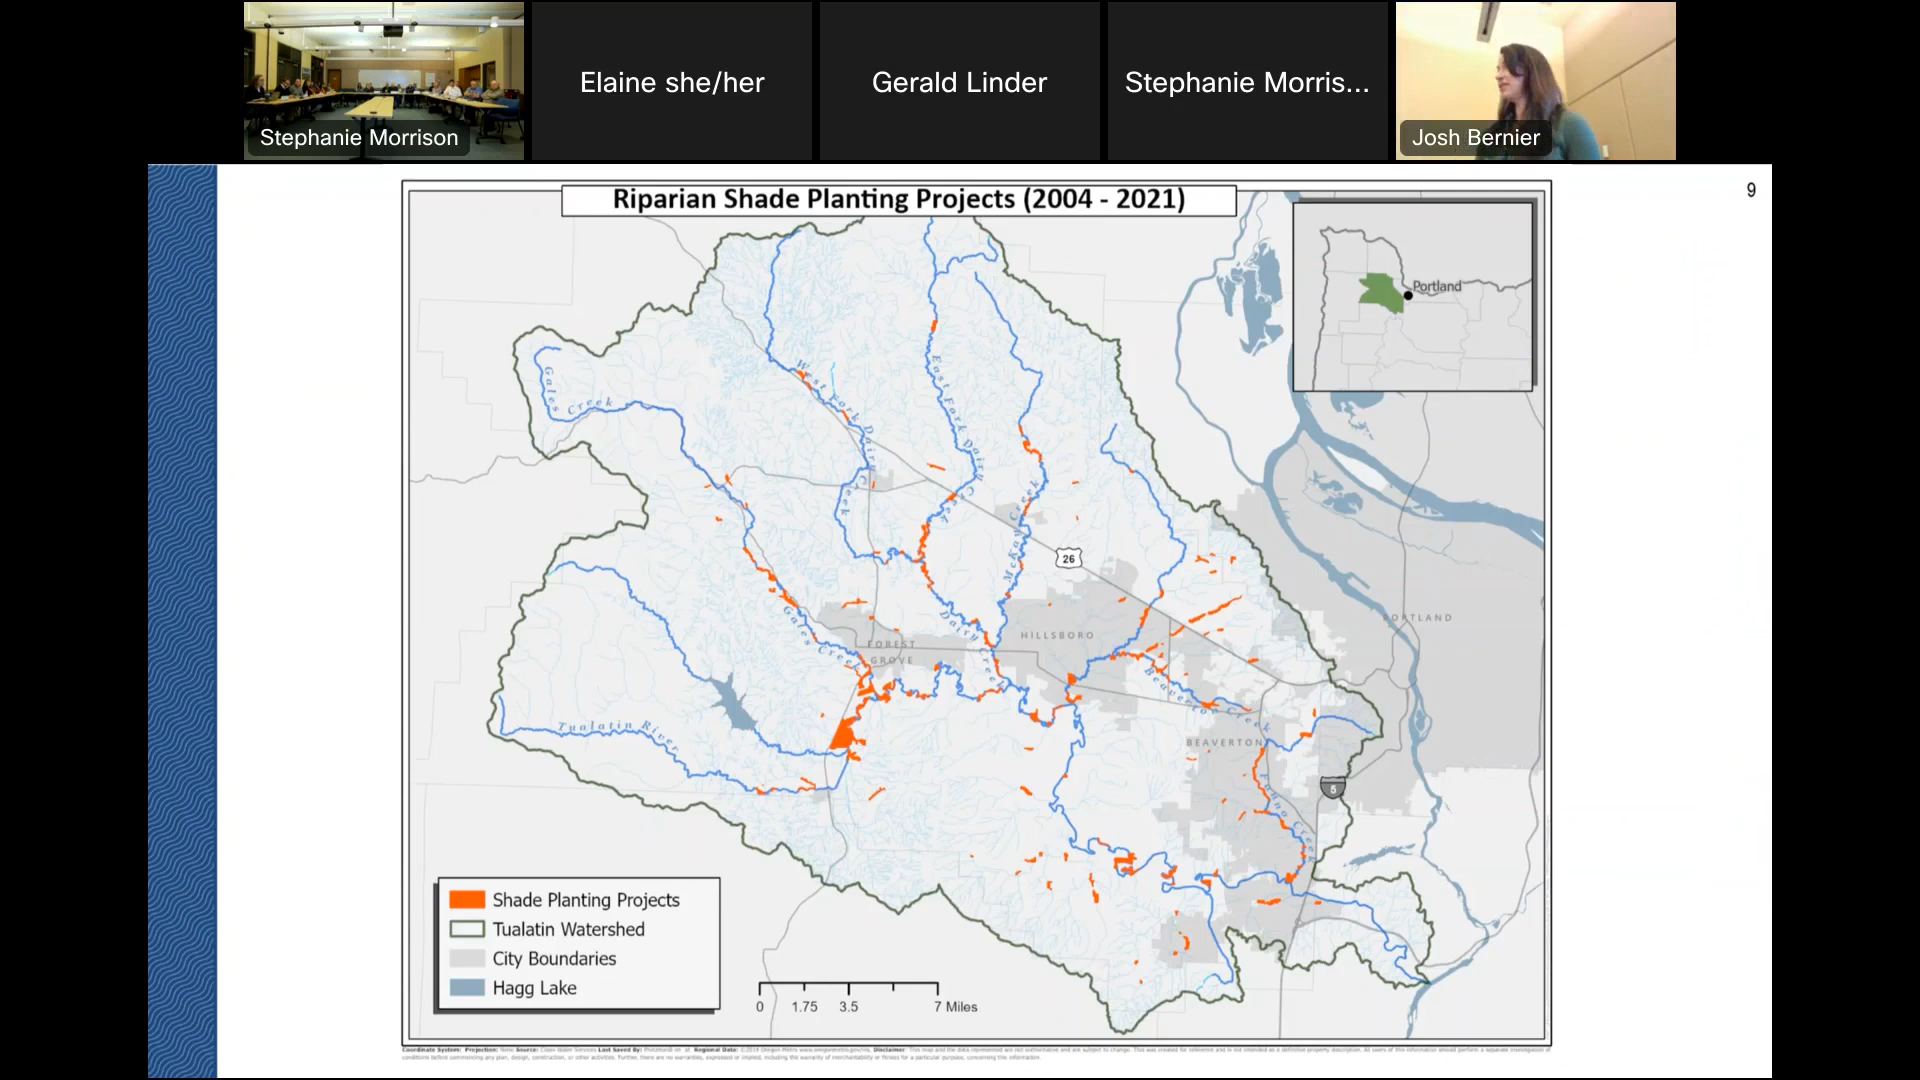 Stephanie Morrison
Elaine she/her
Gerald Linder
Stephanie Morris...
Josh Bernier
9
Riparian Shade Planting Projects (2004 - 2021)
Portland
Gales Creek
West Fork Dairy Creek
East Fork Dairy Creek
McKay Creek
26
Gales Creek
Dairy Creek
FOREST
GROVE
HILLSBORO
PORTLAND
Beaverton Creek
Tualatin River
BEAVERTON
Fanno Creek
5
Shade Planting Projects
Tualatin Watershed
City Boundaries
Hagg Lake
0 1.75 3.5 7 Miles